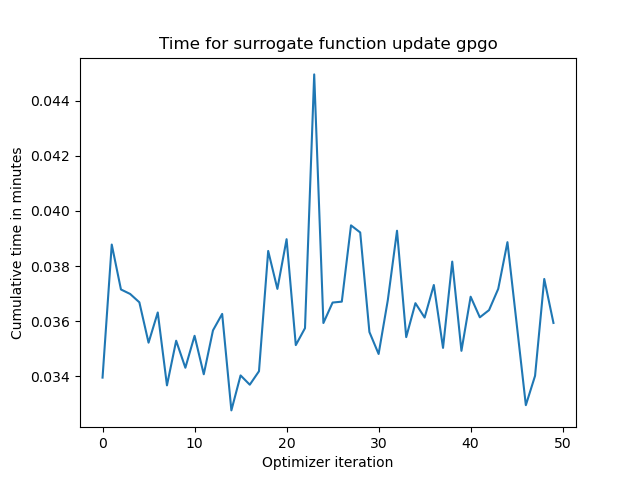 Time for surrogate function update gpgo
Cumulative time in minutes
0.044
0.042
0.040
0.038
0.036
0.034
0 10 20 30 40 50
Optimizer iteration